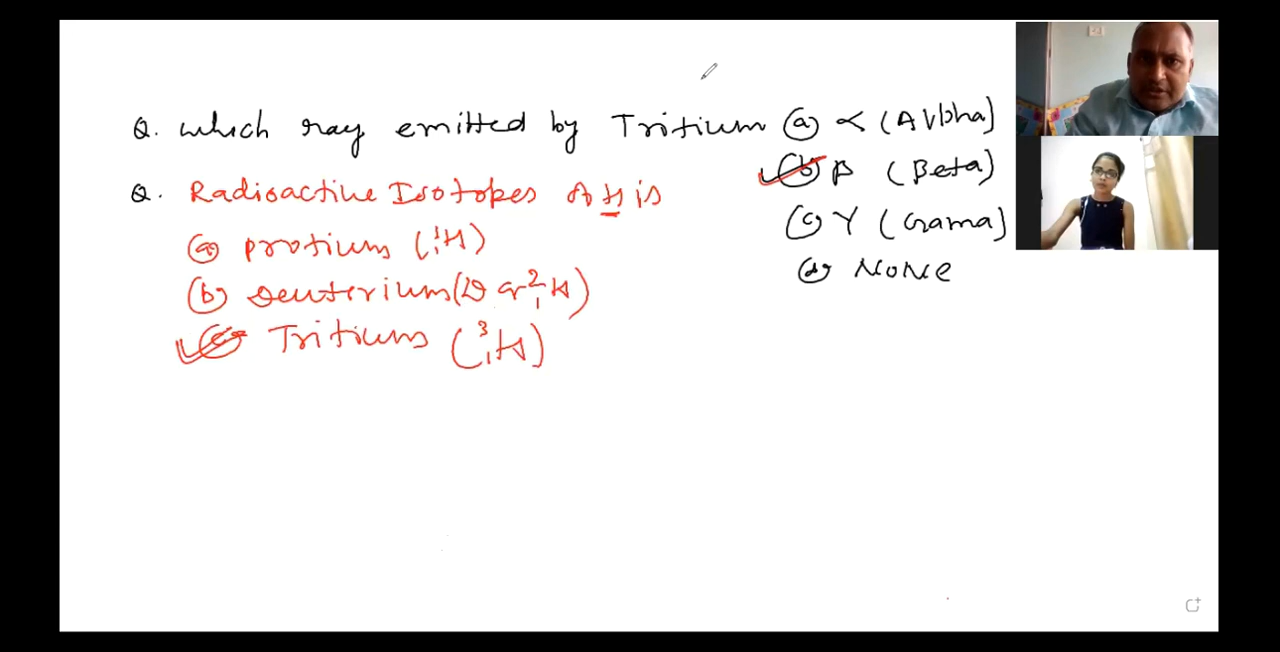 Q. which ray emitted by Tritium (a) α (Alpha)
(b) β (Beta)
(c) γ (Grama)
(d) NONE
Q. Radioactive Isotopes of H is
(a) protium (¹₁H)
(b) Deuterium (D or ²₁H)
(c) Tritium (³₁H)